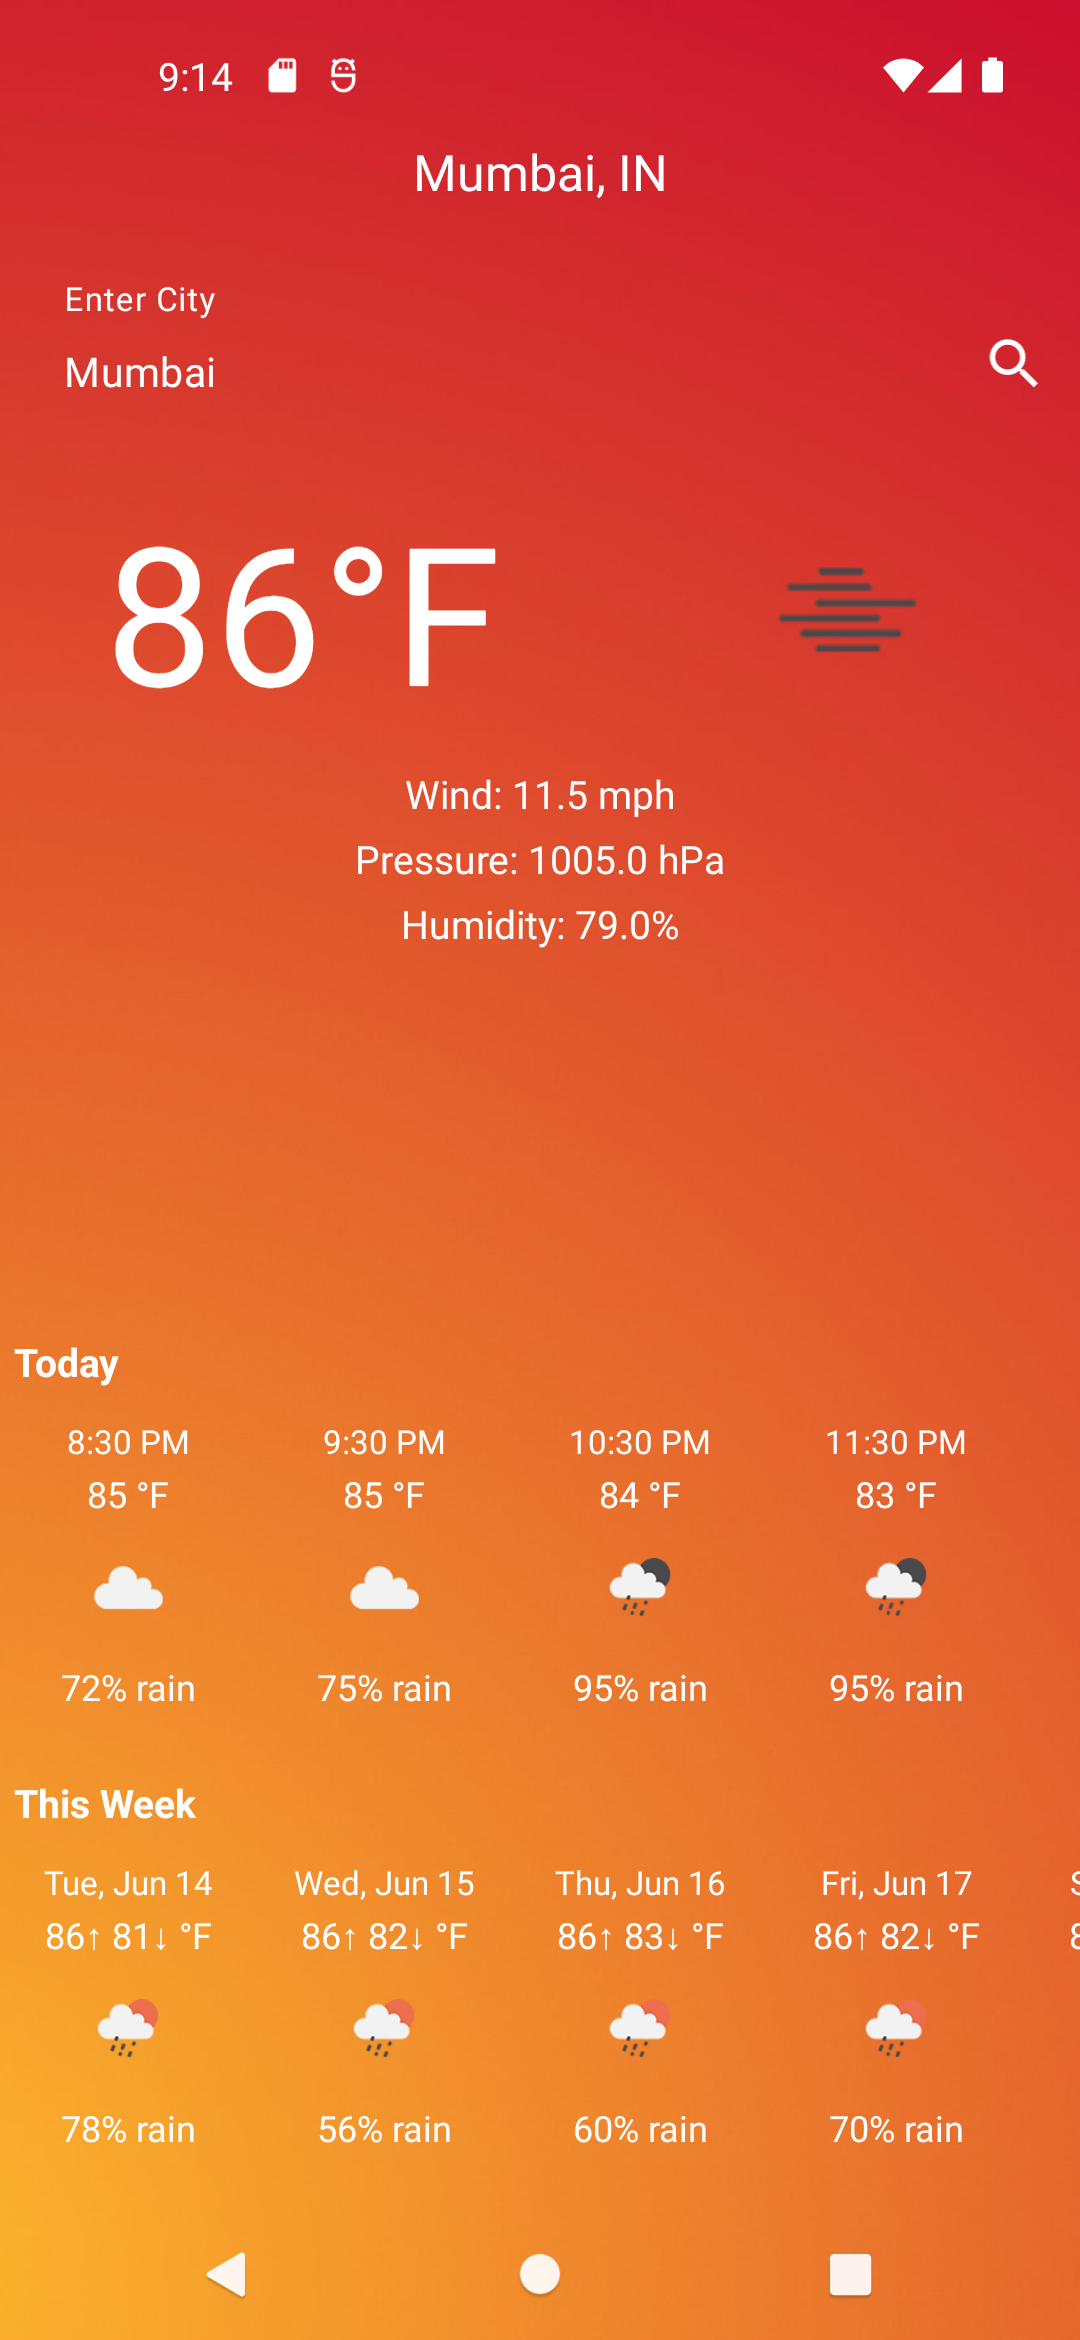 9:14
Mumbai, IN
Enter City
Mumbai
86°F
Wind: 11.5 mph
Pressure: 1005.0 hPa
Humidity: 79.0%
Today
8:30 PM 9:30 PM 10:30 PM 11:30 PM
85 °F 85 °F 84 °F 83 °F
72% rain 75% rain 95% rain 95% rain
This Week
Tue, Jun 14 Wed, Jun 15 Thu, Jun 16 Fri, Jun 17
86↑ 81↓ °F 86↑ 82↓ °F 86↑ 83↓ °F 86↑ 82↓ °F
78% rain 56% rain 60% rain 70% rain